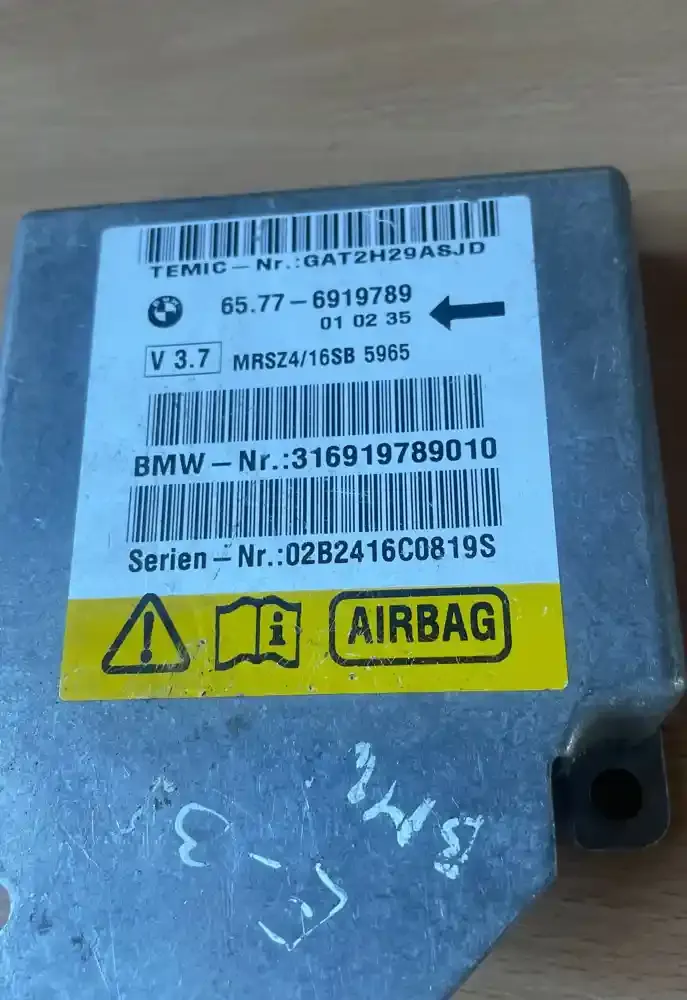 TEMIC-Nr.:GAT2H29ASJD
65.77-6919789
01 02 35
V 3.7 MRSZ4/16SB 5965
BMW-Nr.:316919789010
Serien-Nr.:02B2416C0819S
AIRBAG